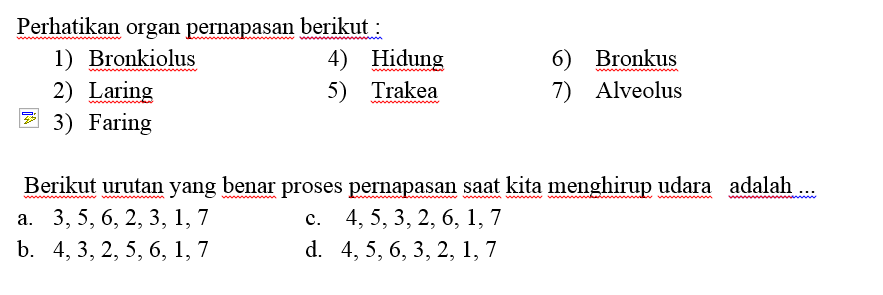 Perhatikan organ pernapasan berikut :
1) Bronkiolus 4) Hidung 6) Bronkus
2) Laring 5) Trakea 7) Alveolus
3) Faring
Berikut urutan yang benar proses pernapasan saat kita menghirup udara adalah ...
a. 3, 5, 6, 2, 3, 1, 7 c. 4, 5, 3, 2, 6, 1, 7
b. 4, 3, 2, 5, 6, 1, 7 d. 4, 5, 6, 3, 2, 1, 7